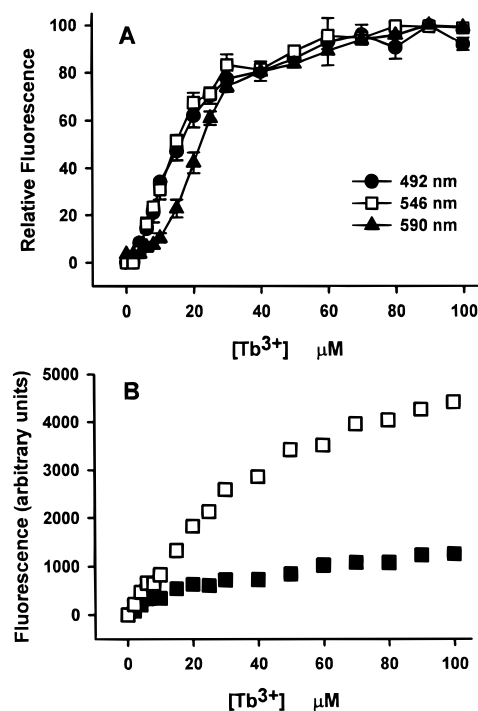 A
Relative Fluorescence
100
80
60
40
20
0
492 nm
546 nm
590 nm
0 20 40 60 80 100
[Tb³⁺] μM
B
Fluorescence (arbitrary units)
5000
4000
3000
2000
1000
0
0 20 40 60 80 100
[Tb³⁺] μM